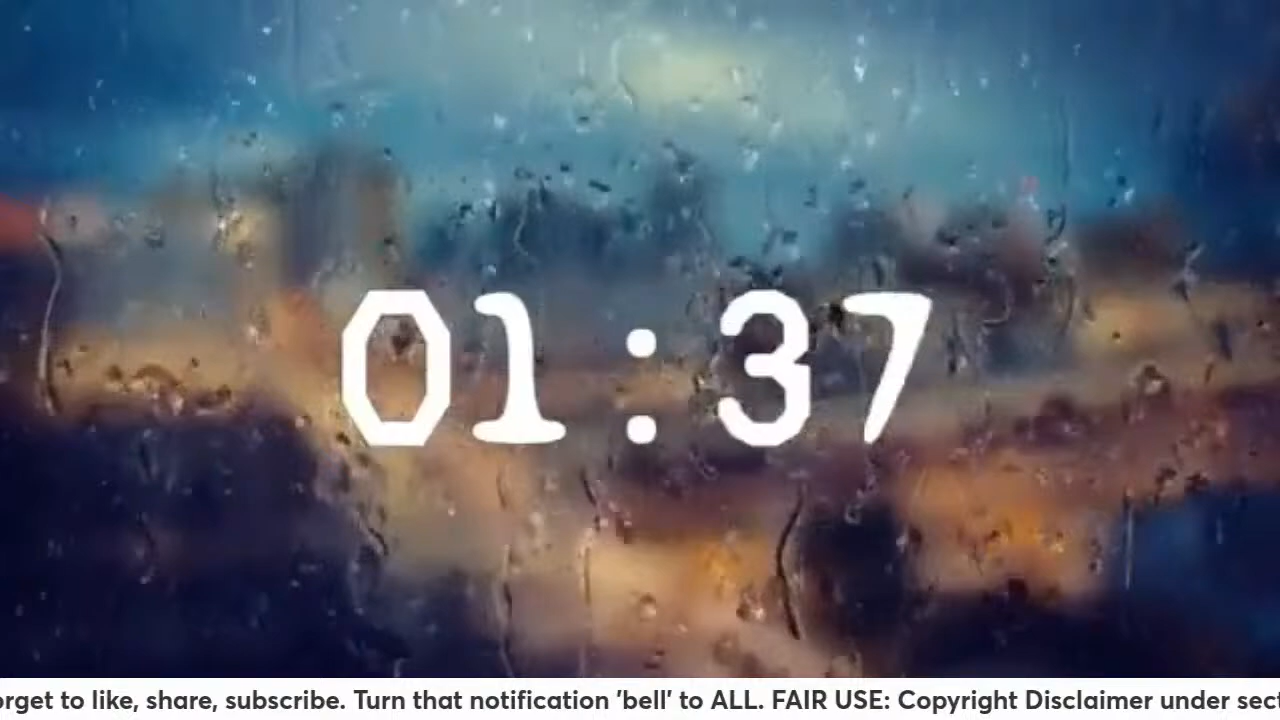 01:37
orget to like, share, subscribe. Turn that notification 'bell' to ALL. FAIR USE: Copyright Disclaimer under sect